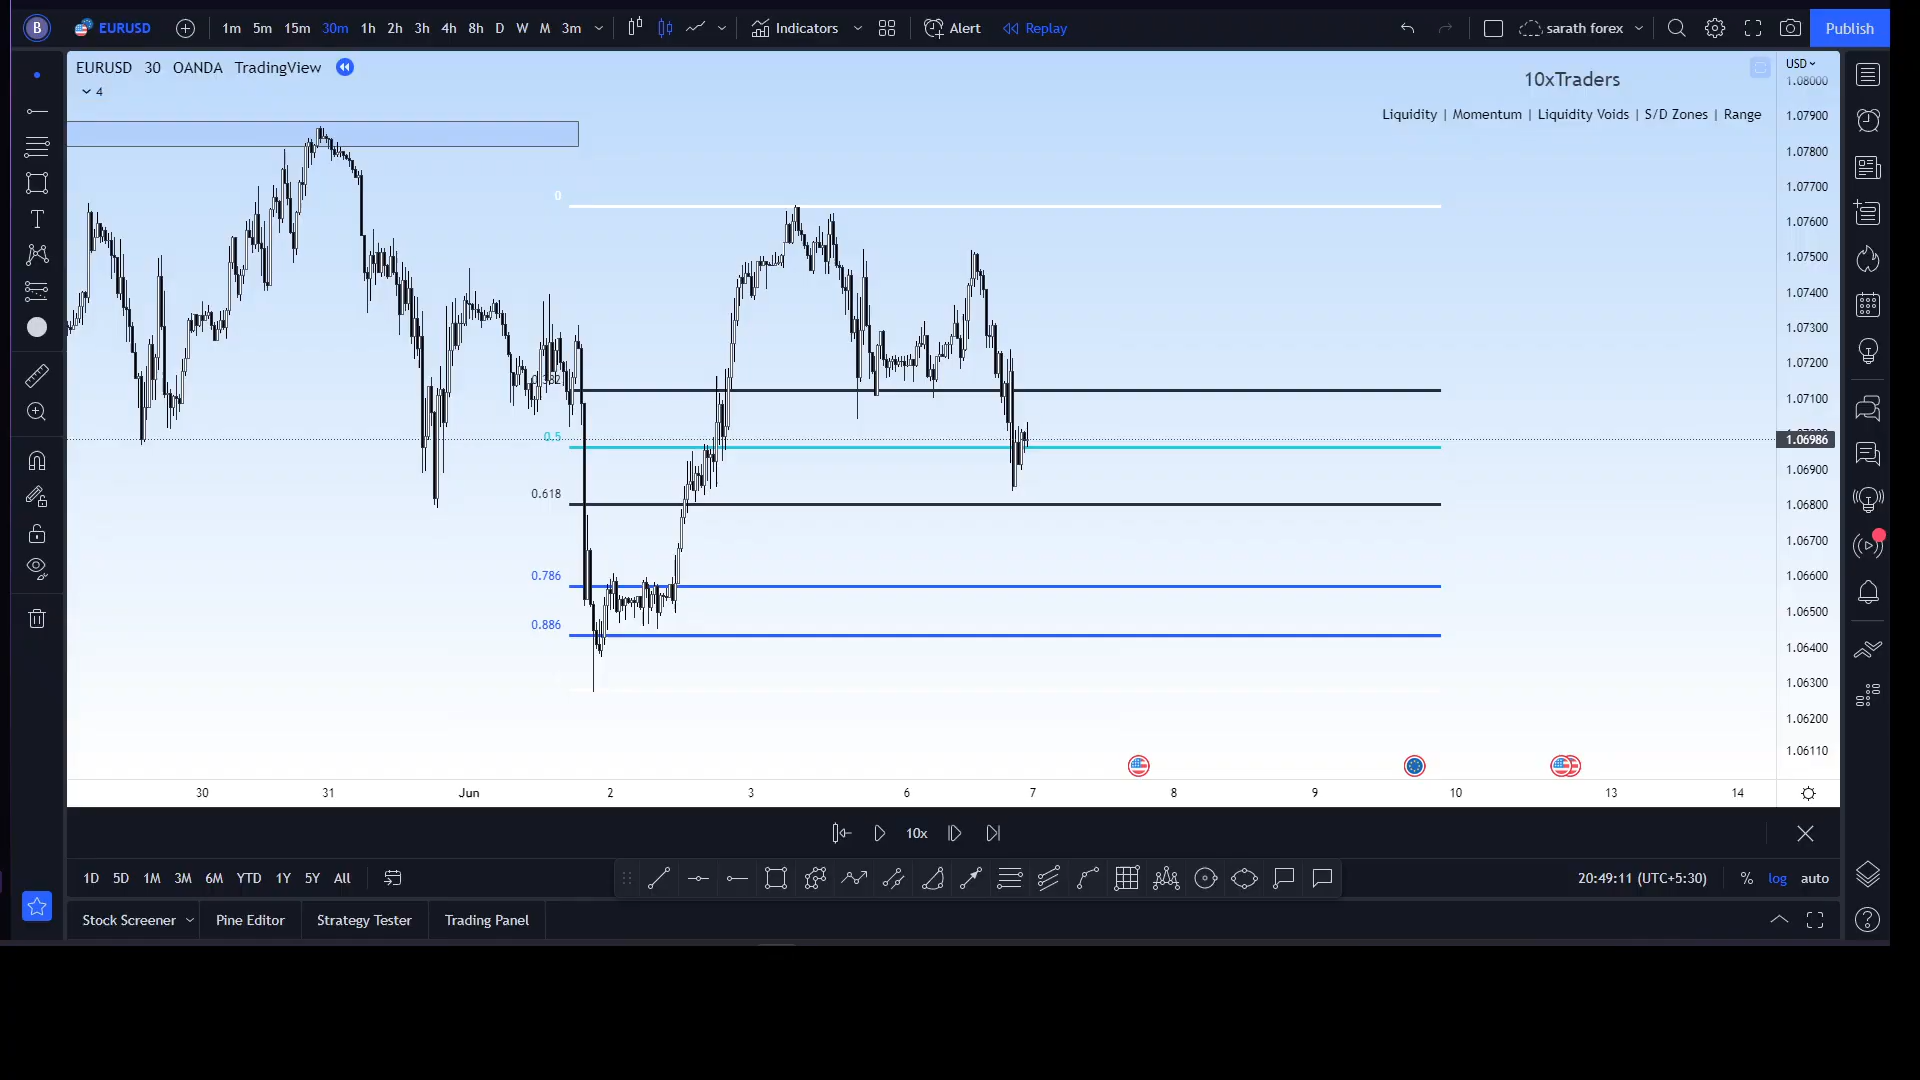 B EURUSD 1m 5m 15m 30m 1h 2h 3h 4h 8h D W M 3m Indicators Alert Replay sarath forex Publish
EURUSD 30 OANDA TradingView
4
10xTraders
Liquidity | Momentum | Liquidity Voids | S/D Zones | Range
USD
1.08000
1.07900
1.07800
1.07700
1.07600
1.07500
1.07400
1.07300
1.07200
1.07100
1.06986
1.06900
1.06800
1.06700
1.06600
1.06500
1.06400
1.06300
1.06200
1.06110
0
0.382
0.5
0.618
0.786
0.886
30 31 Jun 2 3 6 7 8 9 10 13 14
10x
1D 5D 1M 3M 6M YTD 1Y 5Y All
20:49:11 (UTC+5:30) % log auto
Stock Screener Pine Editor Strategy Tester Trading Panel